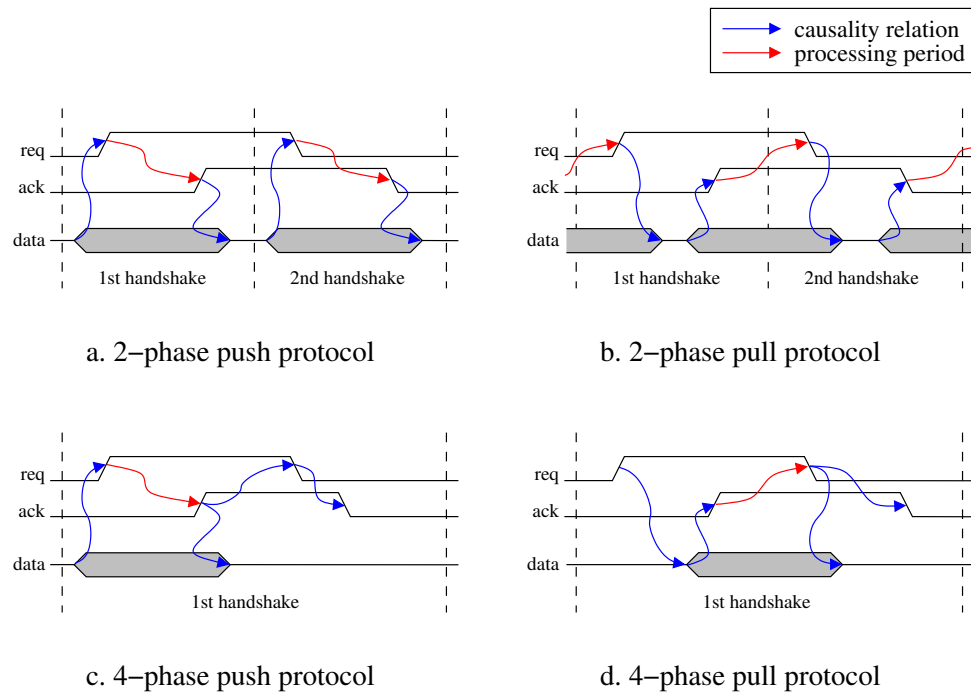 causality relation
processing period
req
ack
data
1st handshake 2nd handshake
a. 2−phase push protocol
req
ack
data
1st handshake 2nd handshake
b. 2−phase pull protocol
req
ack
data
1st handshake
c. 4−phase push protocol
req
ack
data
1st handshake
d. 4−phase pull protocol